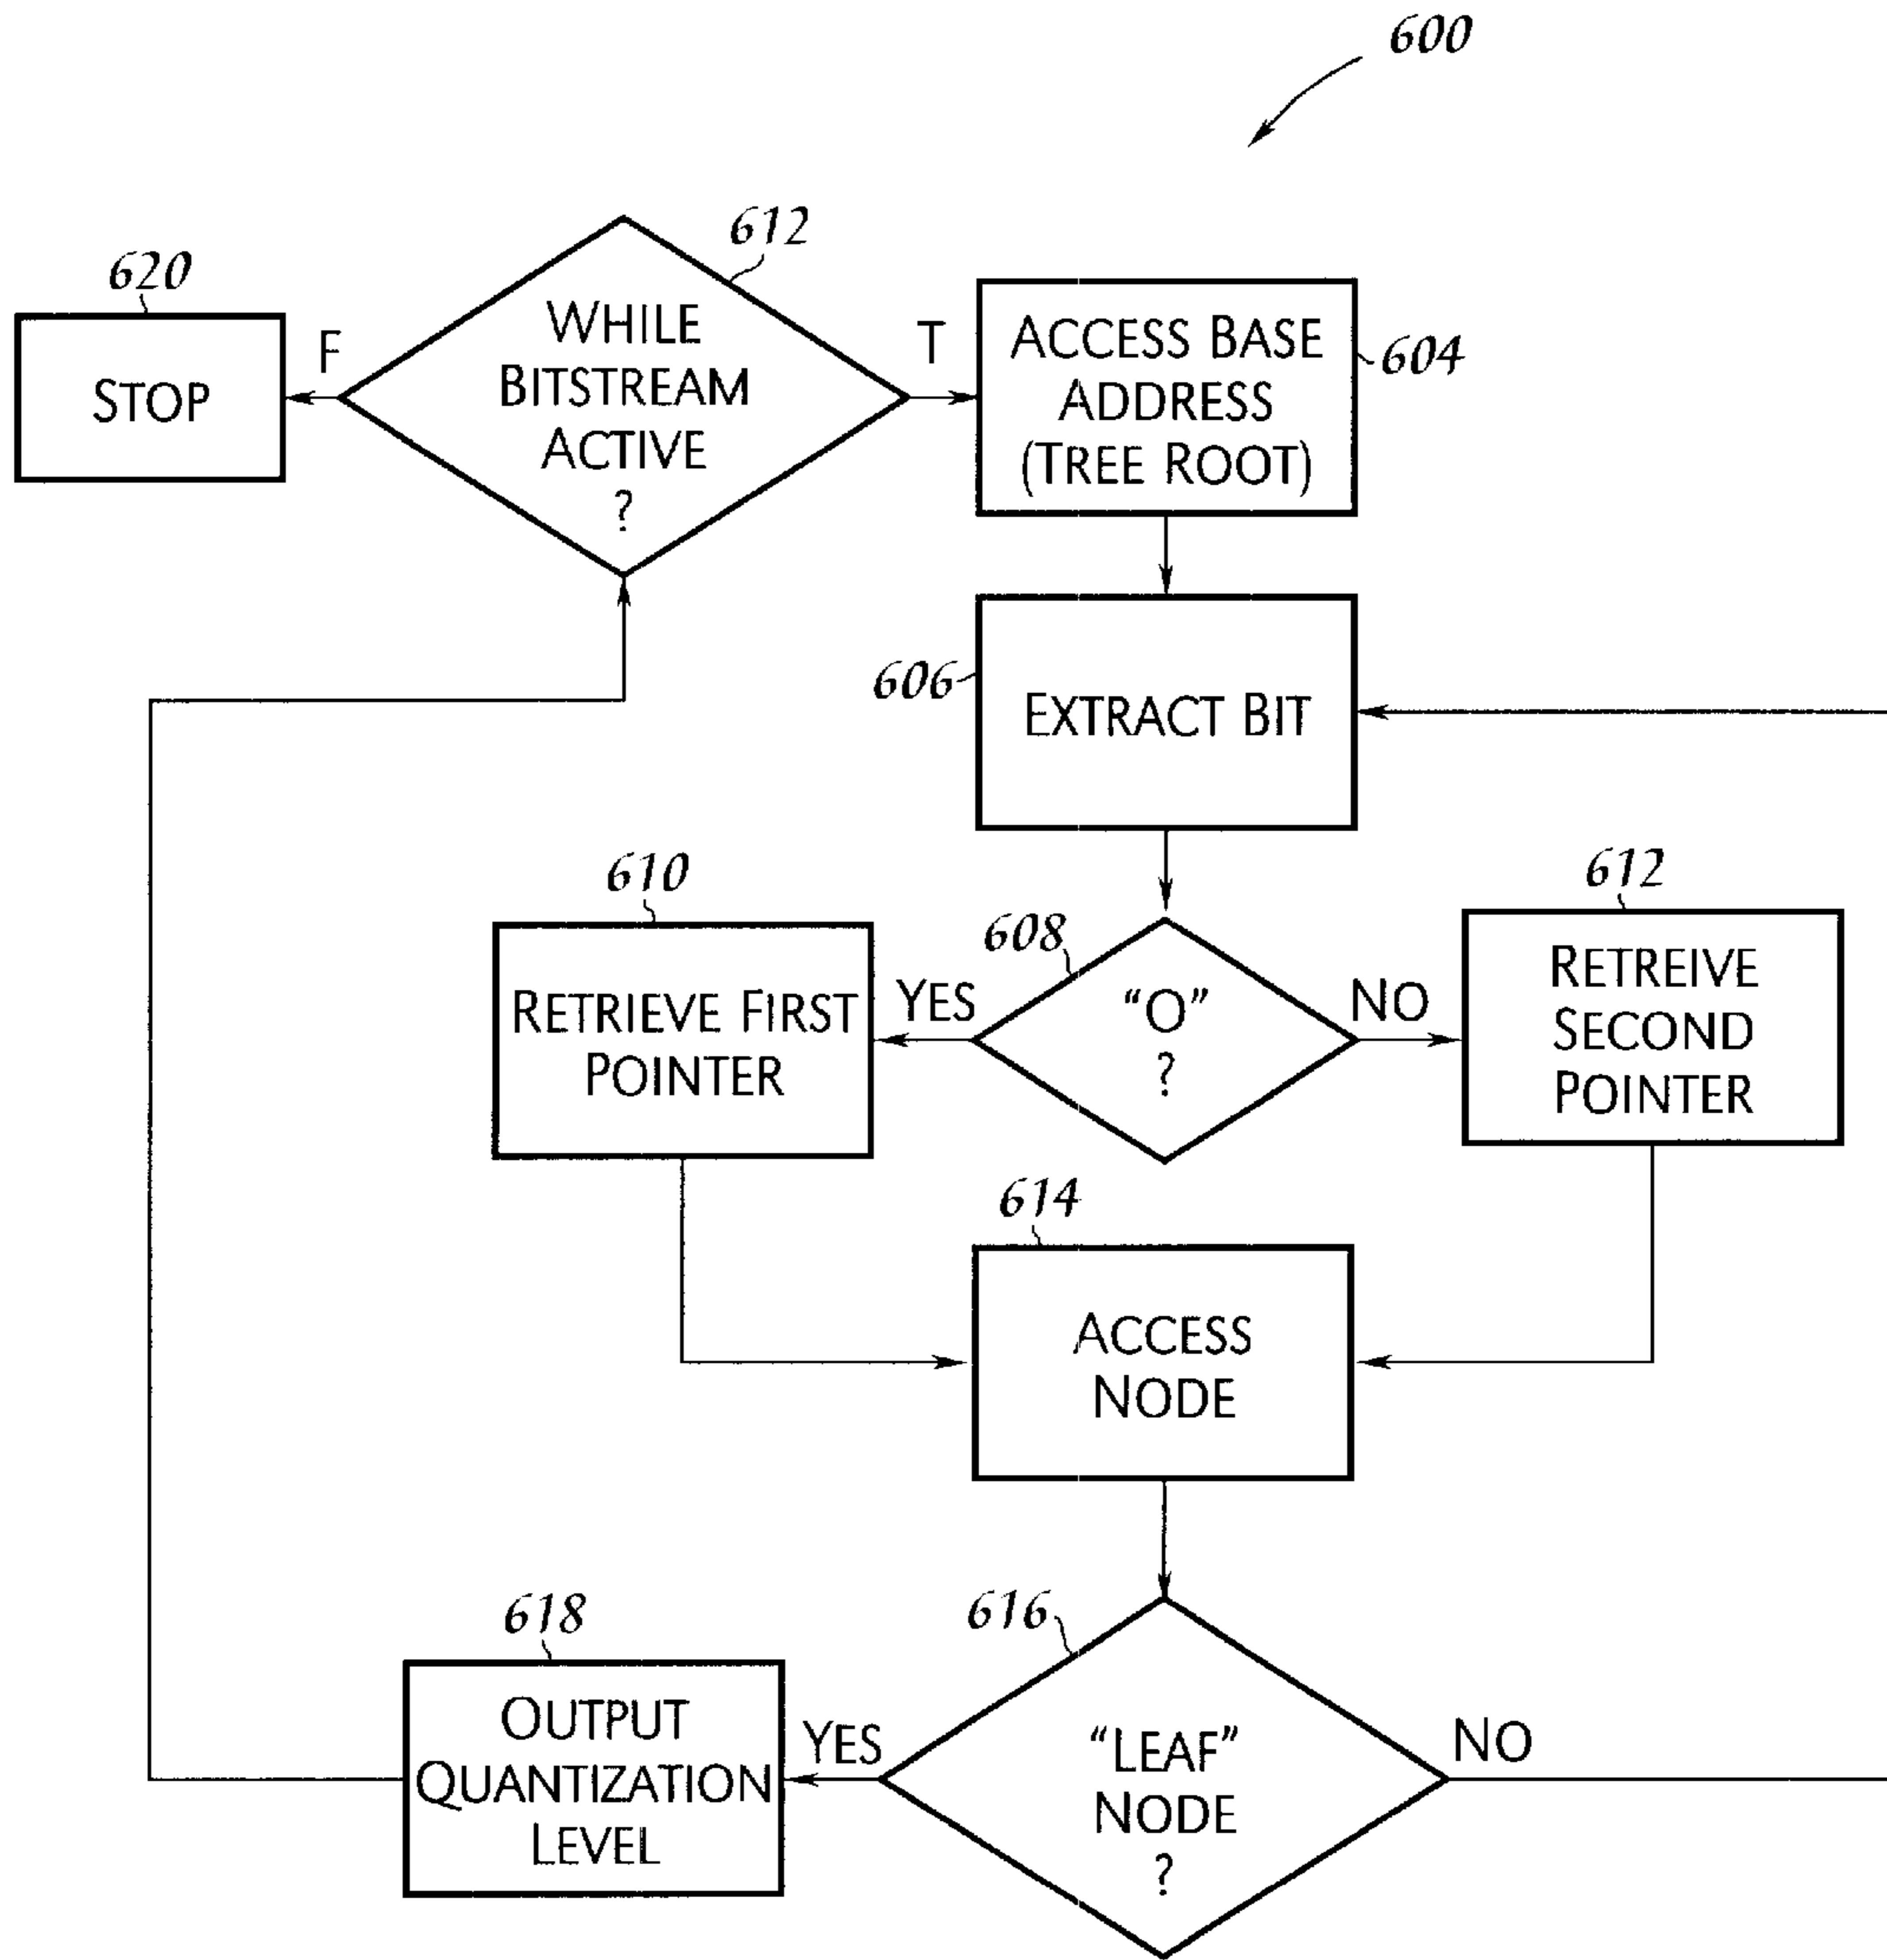 600
612
620
WHILE
BITSTREAM
ACTIVE
?
F
T
STOP
ACCESS BASE
ADDRESS
(TREE ROOT)
604
606
EXTRACT BIT
610
612
608
RETRIEVE FIRST
POINTER
YES
"O"
?
NO
RETREIVE
SECOND
POINTER
614
ACCESS
NODE
618
616
OUTPUT
QUANTIZATION
LEVEL
YES
"LEAF"
NODE
?
NO